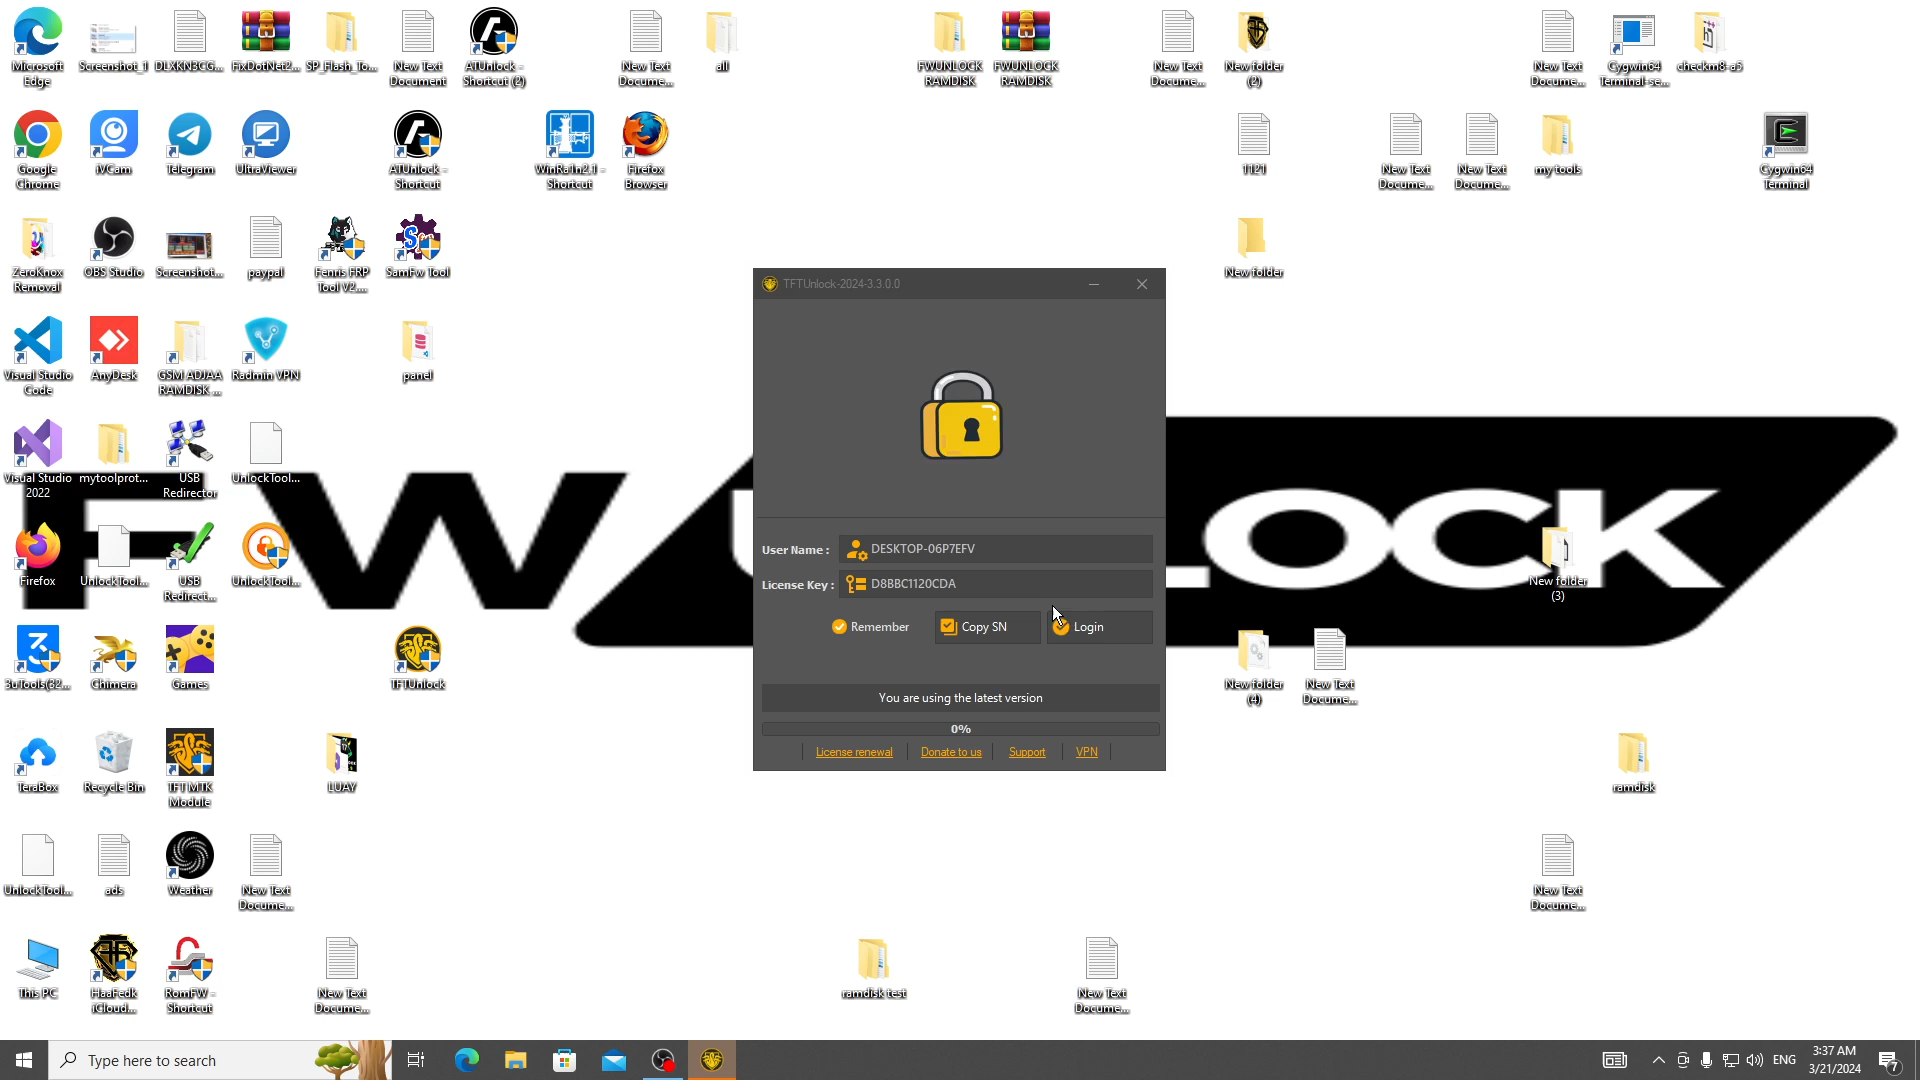 Microsoft
Edge
Screenshot_1
DLXKN3CG...
FixDotNet2...
SP_Flash_To...
New Text
Document
ATUnlock -
Shortcut (2)
New Text
Docume...
all
FWUNLOCK
RAMDISK
FWUNLOCK
RAMDISK
New Text
Docume...
New folder
(2)
New Text
Docume...
Cygwin64
Terminal-se...
checkm8-a5
Google
Chrome
iVCam
Telegram
UltraViewer
ATUnlock -
Shortcut
WinRa1n2.1 -
Shortcut
Firefox
Browser
1121
New Text
Docume...
New Text
Docume...
my tools
Cygwin64
Terminal
ZeroKnox
Removal
OBS Studio
Screenshot...
paypal
Fenris FRP
Tool V2....
SamFw Tool
New folder
Visual Studio
Code
AnyDesk
GSM ADJAA
RAMDISK ...
Radmin VPN
panel
Visual Studio
2022
mytoolprot...
USB
Redirector
UnlockTool...
Firefox
UnlockTool...
USB
Redirect...
UnlockTool...
New folder
(3)
3uTools(32...
Chimera
Games
TFTUnlock
New folder
(4)
New Text
Docume...
TeraBox
Recycle Bin
TFT MTK
Module
LUAY
ramdisk
UnlockTool...
ads
Weather
New Text
Docume...
New Text
Docume...
This PC
HaaFedk
iCloud...
RomFW -
Shortcut
New Text
Docume...
ramdisk test
New Text
Docume...
TFTUnlock-2024-3.3.0.0
User Name :
DESKTOP-06P7EFV
License Key :
D8BBC1120CDA
Remember
Copy SN
Login
You are using the latest version
0%
License renewal
Donate to us
Support
VPN
Type here to search
ENG
3:37 AM
3/21/2024
7